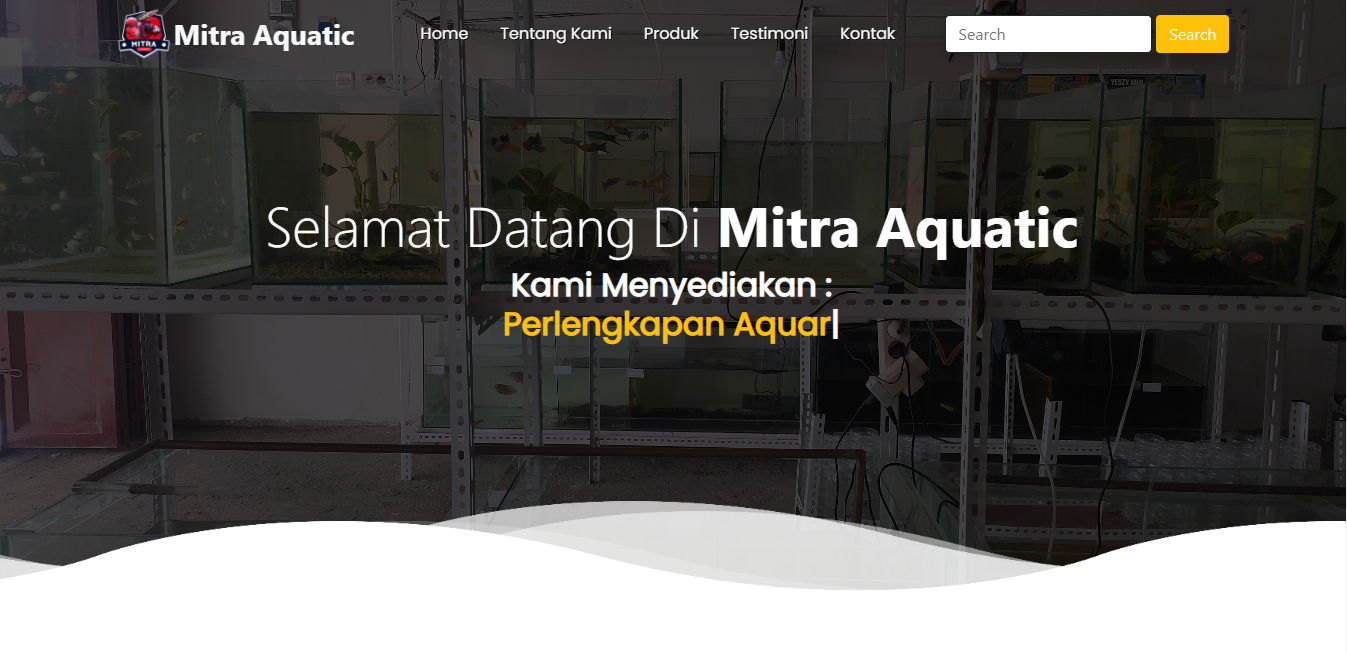 MITRA
Mitra Aquatic
Home
Tentang Kami
Produk
Testimoni
Kontak
Search
Search
Selamat Datang Di Mitra Aquatic
Kami Menyediakan :
Perlengkapan Aquar